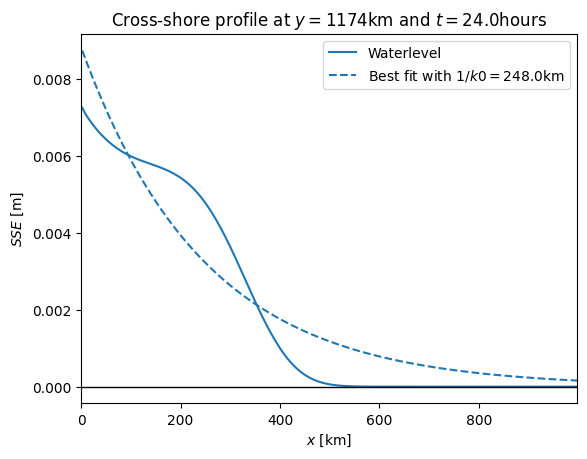 Cross-shore profile at y = 1174km and t = 24.0hours
Waterlevel
Best fit with 1/k0 = 248.0km
SSE [m]
0.008
0.006
0.004
0.002
0.000
0 200 400 600 800
x [km]